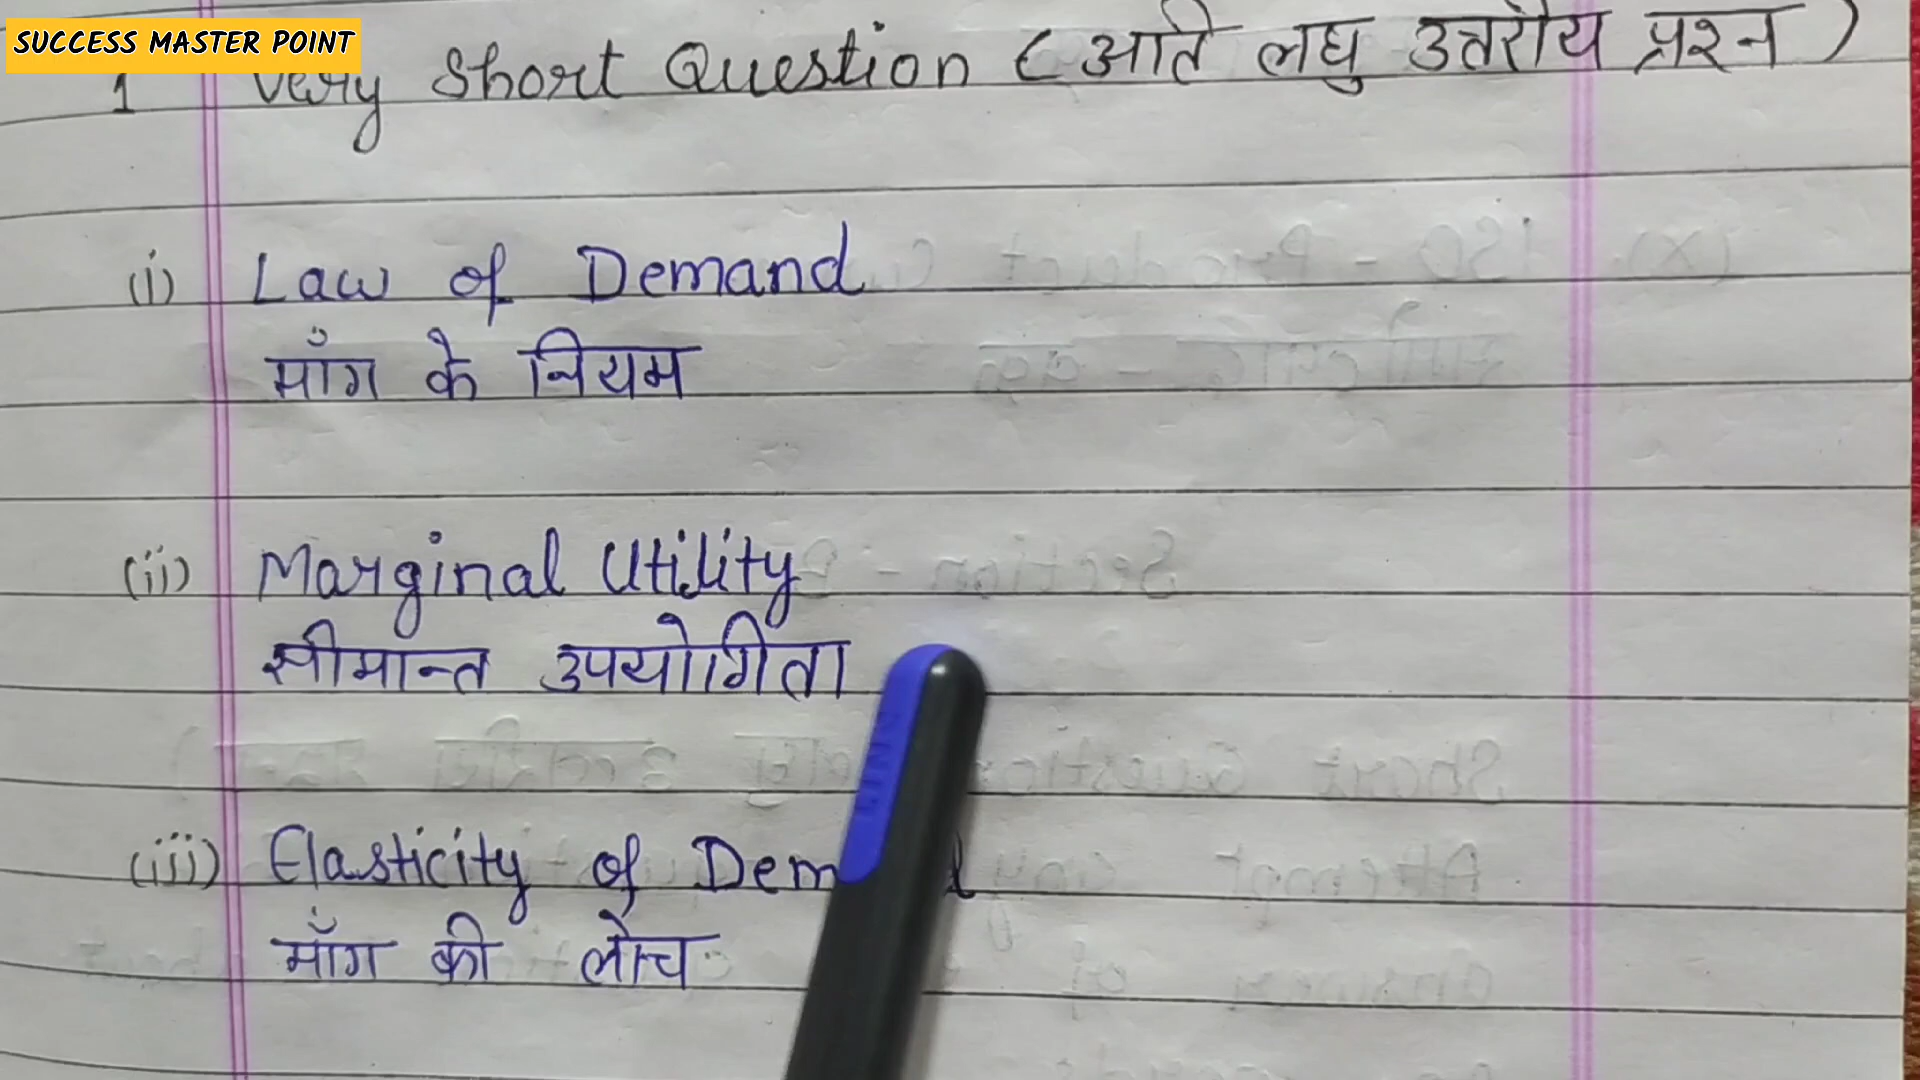 SUCCESS MASTER POINT
1 Very Short Question ( आति लघु उत्तरीय प्रश्न )
(i) Law of Demand
माँग के नियम
(ii) Marginal Utility
सीमान्त उपयोगिता
(iii) Elasticity of Dem d
माँग की लोच